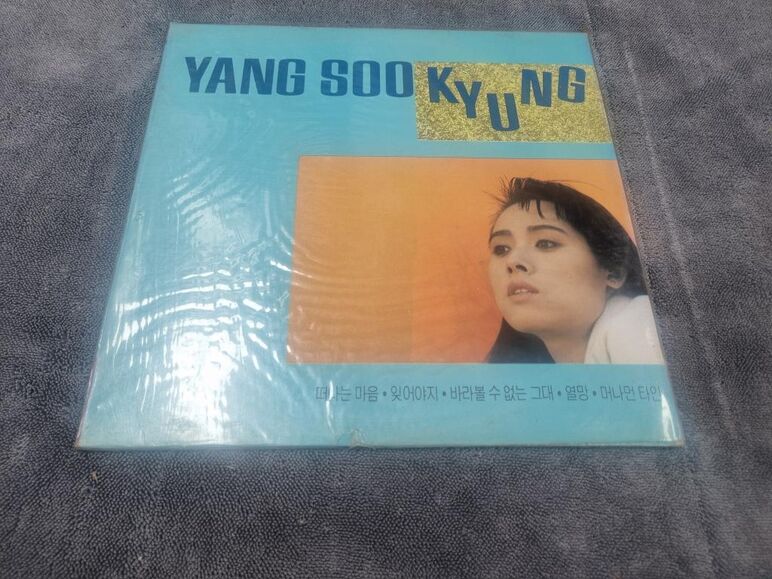 YANG SOO KYUNG
떠나는 마음 • 잊어야지 • 바라볼 수 없는 그대 • 열망 • 머나먼 타인